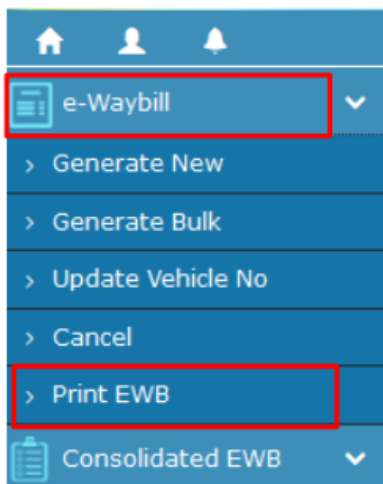 e-Waybill
Generate New
Generate Bulk
Update Vehicle No
Cancel
Print EWB
Consolidated EWB